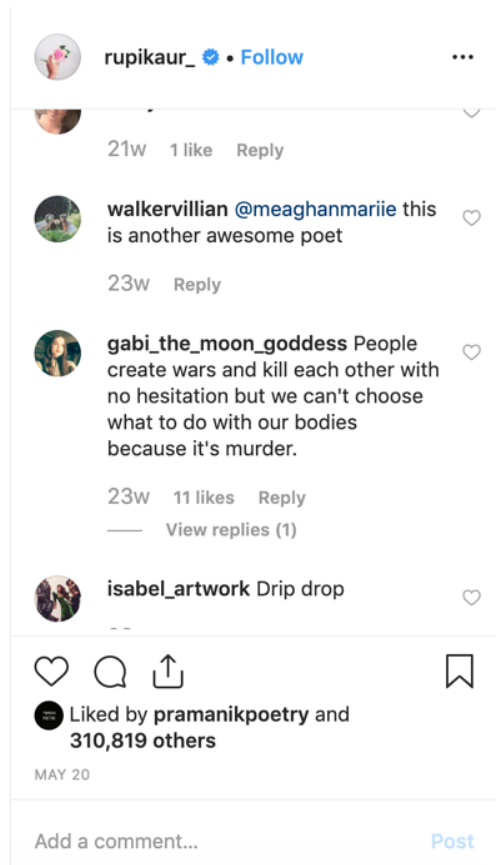 rupikaur_ • Follow
21w 1 like Reply
walkervillian @meaghanmariie this
is another awesome poet
23w Reply
gabi_the_moon_goddess People
create wars and kill each other with
no hesitation but we can't choose
what to do with our bodies
because it's murder.
23w 11 likes Reply
View replies (1)
isabel_artwork Drip drop
Liked by pramanikpoetry and
310,819 others
MAY 20
Add a comment... Post